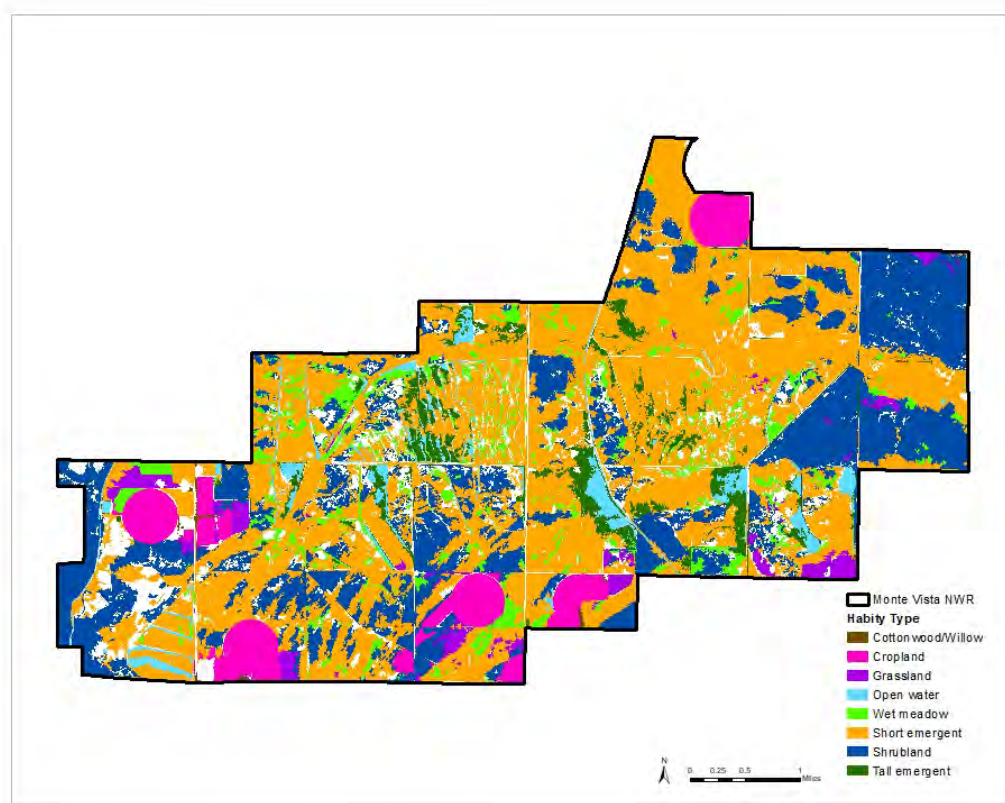 Monte Vista NWR
Habity Type
Cottonwood/Willow
Cropland
Grassland
Open water
Wet meadow
Short emergent
Shrubland
Tall emergent
N
0 0.25 0.5 1
Miles